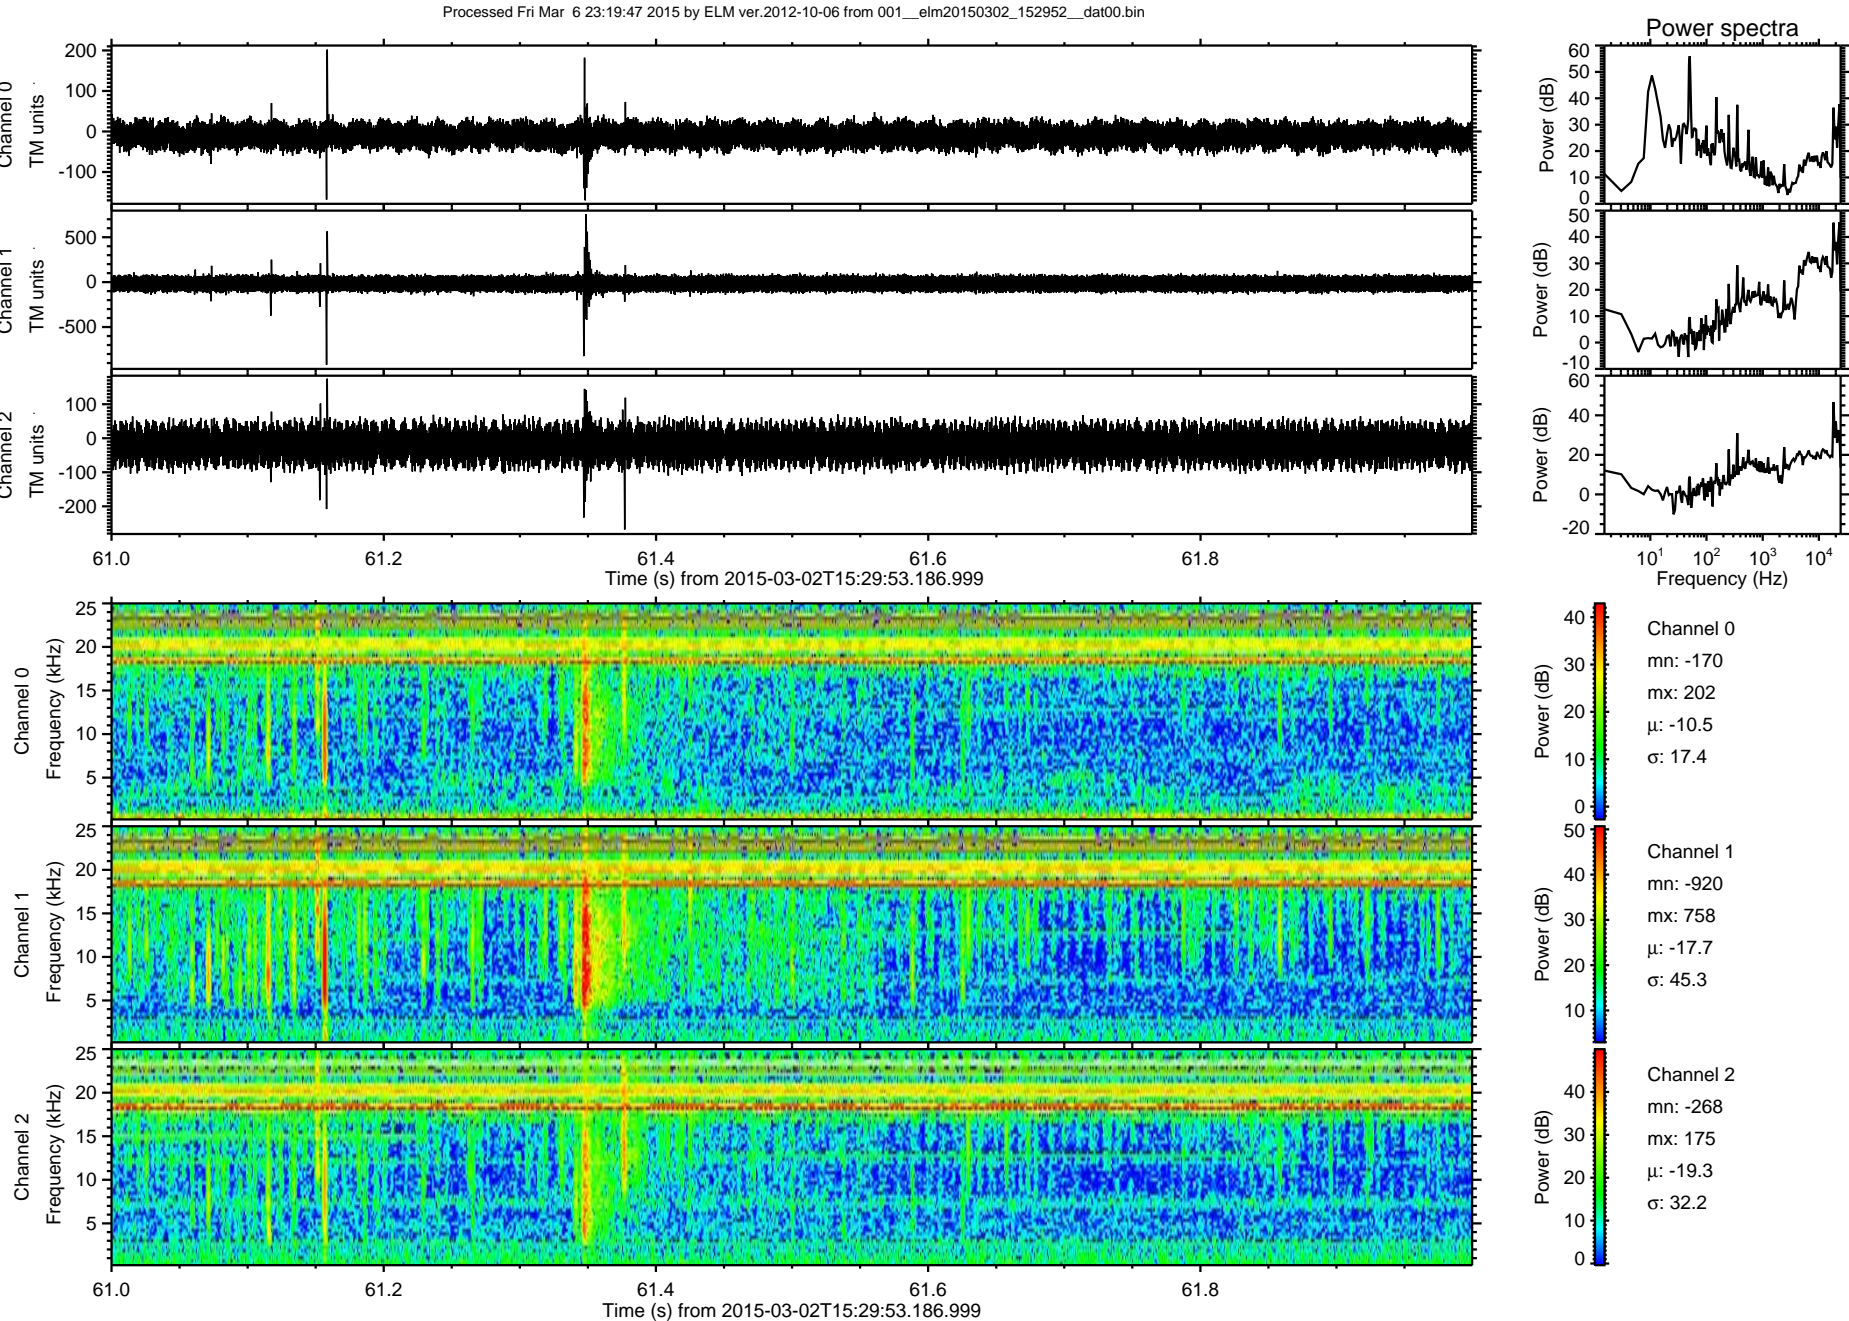 Processed Fri Mar  6 23:19:47 2015 by ELM ver.2012-10-06 from 001__elm20150302_152952__dat00.bin
Power spectra
Channel 0
TM units
200
100
0
-100
Power (dB)
60
50
40
30
20
10
0
Channel 1
TM units
500
0
-500
Power (dB)
50
40
30
20
10
0
-10
Channel 2
TM units
100
0
-100
-200
Power (dB)
60
40
20
0
-20
61.0 61.2 61.4 61.6 61.8
Time (s) from 2015-03-02T15:29:53.186.999
10¹ 10² 10³ 10⁴
Frequency (Hz)
Channel 0
Frequency (kHz)
25
20
15
10
5
Power (dB)
40
30
20
10
0
Channel 0
mn: -170
mx: 202
μ: -10.5
σ: 17.4
Channel 1
Frequency (kHz)
25
20
15
10
5
Power (dB)
50
40
30
20
10
Channel 1
mn: -920
mx: 758
μ: -17.7
σ: 45.3
Channel 2
Frequency (kHz)
25
20
15
10
5
Power (dB)
40
30
20
10
0
Channel 2
mn: -268
mx: 175
μ: -19.3
σ: 32.2
61.0 61.2 61.4 61.6 61.8
Time (s) from 2015-03-02T15:29:53.186.999